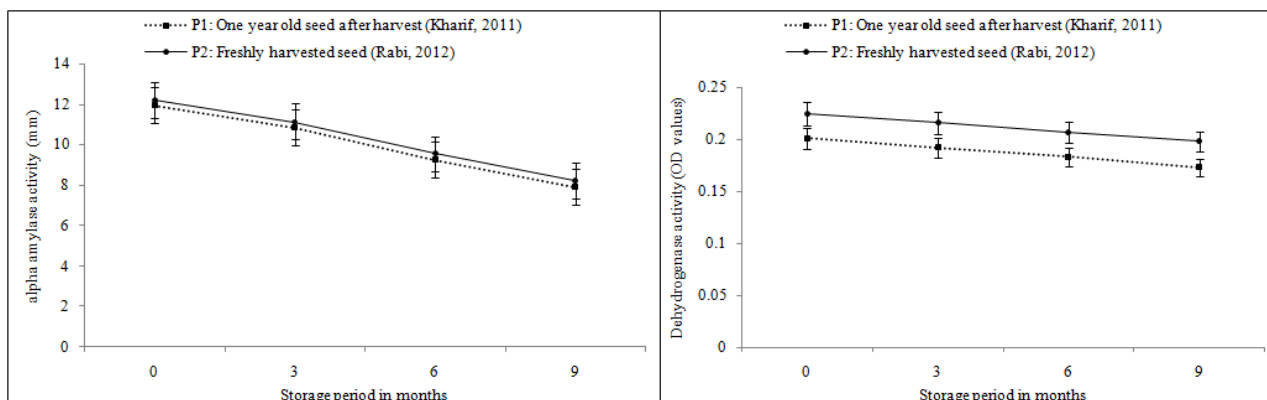 P1: One year old seed after harvest (Kharif, 2011)
P2: Freshly harvested seed (Rabi, 2012)
14
12
10
8
6
4
2
0
alpha amylase activity (mm)
0 3 6 9
Storage period in months
P1: One year old seed after harvest (Kharif, 2011)
P2: Freshly harvested seed (Rabi, 2012)
0.25
0.2
0.15
0.1
0.05
0
Dehydrogenase activity (OD values)
0 3 6 9
Storage period in months